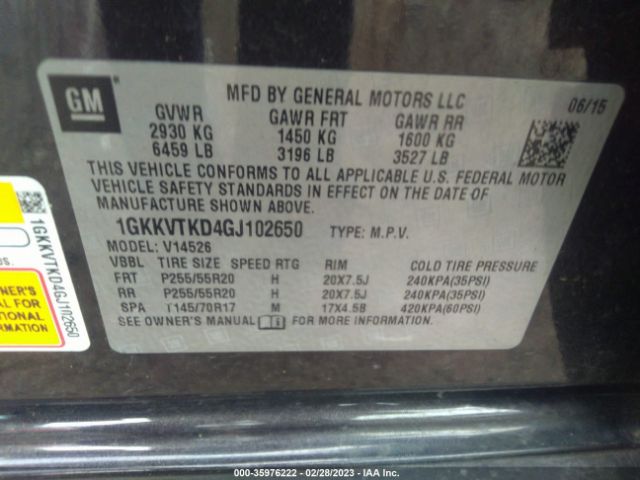 GM
MFD BY GENERAL MOTORS LLC 06/15
GVWR GAWR FRT GAWR RR
2930 KG 1450 KG 1600 KG
6459 LB 3196 LB 3527 LB
THIS VEHICLE CONFORMS TO ALL APPLICABLE U.S. FEDERAL MOTOR
VEHICLE SAFETY STANDARDS IN EFFECT ON THE DATE OF
MANUFACTURE SHOWN ABOVE.
1GKKVTKD4GJ102650 TYPE: M.P.V.
MODEL: V14526
VSBL TIRE SIZE SPEED RTG RIM COLD TIRE PRESSURE
FRT P255/55R20 H 20X7.5J 240KPA(35PSI)
RR P255/55R20 H 20X7.5J 240KPA(35PSI)
SPA T145/70R17 M 17X4.5B 420KPA(60PSI)
SEE OWNER'S MANUAL FOR MORE INFORMATION.
1GKKVTKD4GJ102650
000-35976222 - 02/28/2023 - IAA Inc.